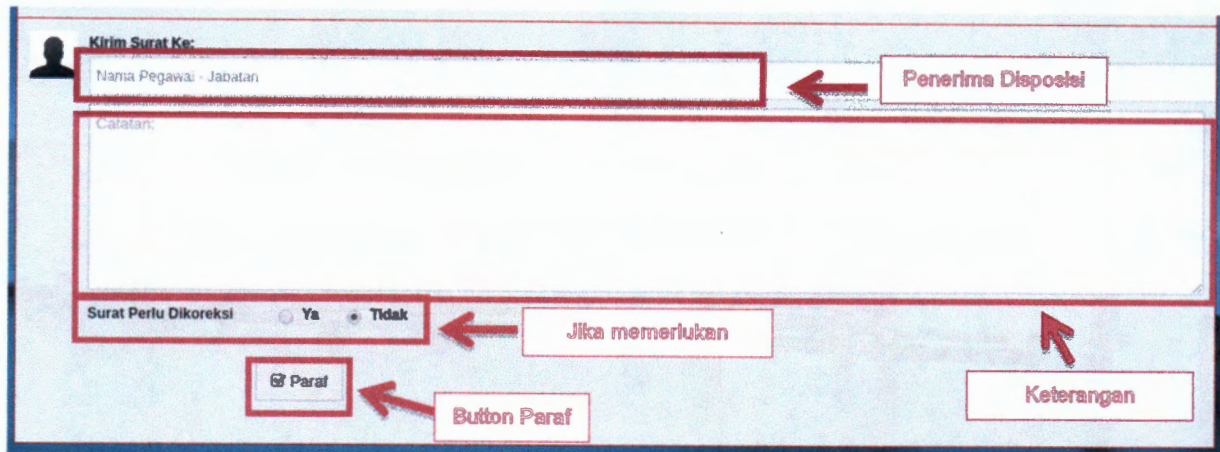 Kirim Surat Ke:
Nama Pegawai - Jabatan
Penerima Disposisi
Catatan:
Surat Perlu Dikoreksi Ya Tidak
Jika memerlukan
Paraf
Button Paraf
Keterangan